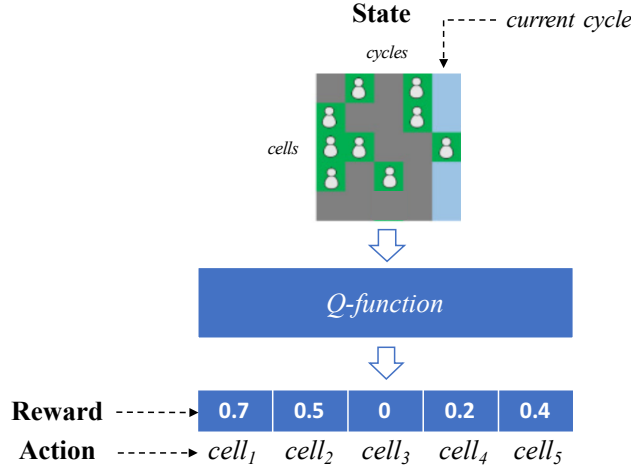 State
current cycle
cycles
cells
Q-function
Reward 0.7 0.5 0 0.2 0.4
Action cell₁ cell₂ cell₃ cell₄ cell₅